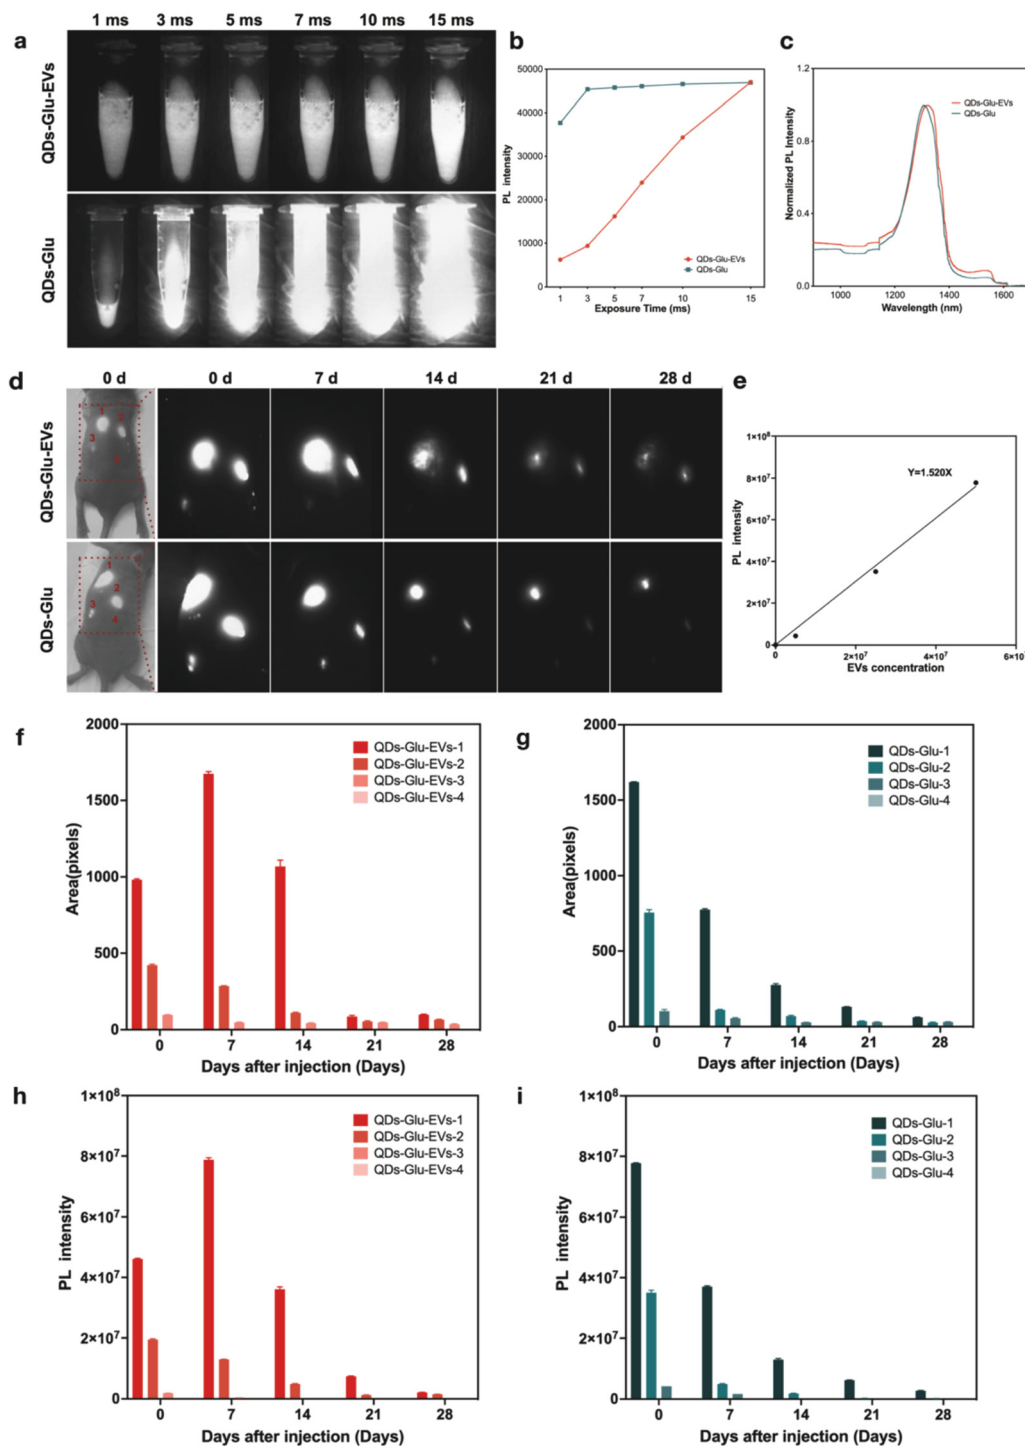 a
1 ms 3 ms 5 ms 7 ms 10 ms 15 ms
QDs-Glu-EVs
QDs-Glu
b
50000
40000
30000
20000
10000
0
PL intensity
1 3 5 7 10 15
Exposure Time (ms)
QDs-Glu-EVs
QDs-Glu
c
1.4
1.2
1.0
0.8
0.6
0.4
0.2
0.0
Normalized PL Intensity
1000 1200 1400 1600
Wavelength (nm)
QDs-Glu-EVs
QDs-Glu
d
0 d 0 d 7 d 14 d 21 d 28 d
QDs-Glu-EVs
1
2
3
4
QDs-Glu
1
2
3
4
e
1×10⁸
8×10⁷
6×10⁷
4×10⁷
2×10⁷
0
PL intensity
Y=1.520X
0 2×10⁷ 4×10⁷ 6×10⁷
EVs concentration
f
2000
1500
1000
500
0
Area(pixels)
QDs-Glu-EVs-1
QDs-Glu-EVs-2
QDs-Glu-EVs-3
QDs-Glu-EVs-4
0 7 14 21 28
Days after injection (Days)
g
2000
1500
1000
500
0
Area(pixels)
QDs-Glu-1
QDs-Glu-2
QDs-Glu-3
QDs-Glu-4
0 7 14 21 28
Days after injection (Days)
h
1×10⁸
8×10⁷
6×10⁷
4×10⁷
2×10⁷
0
PL intensity
QDs-Glu-EVs-1
QDs-Glu-EVs-2
QDs-Glu-EVs-3
QDs-Glu-EVs-4
0 7 14 21 28
Days after injection (Days)
i
1×10⁸
8×10⁷
6×10⁷
4×10⁷
2×10⁷
0
PL intensity
QDs-Glu-1
QDs-Glu-2
QDs-Glu-3
QDs-Glu-4
0 7 14 21 28
Days after injection (Days)